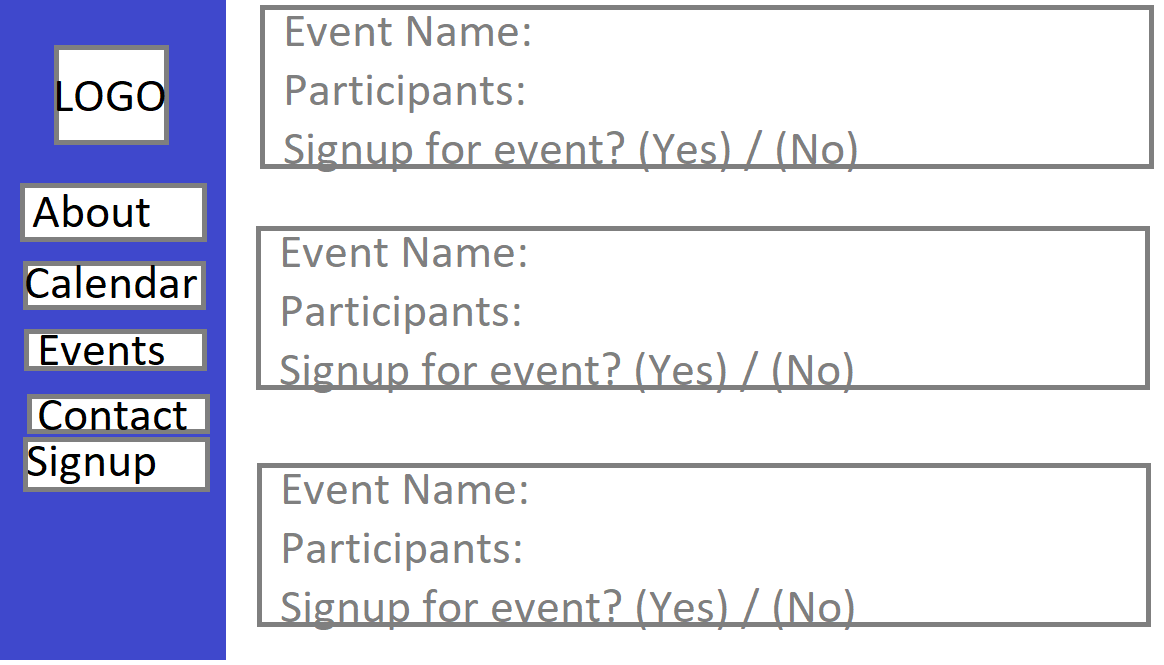 LOGO
About
Calendar
Events
Contact
Signup
Event Name:
Participants:
Signup for event? (Yes) / (No)
Event Name:
Participants:
Signup for event? (Yes) / (No)
Event Name:
Participants:
Signup for event? (Yes) / (No)